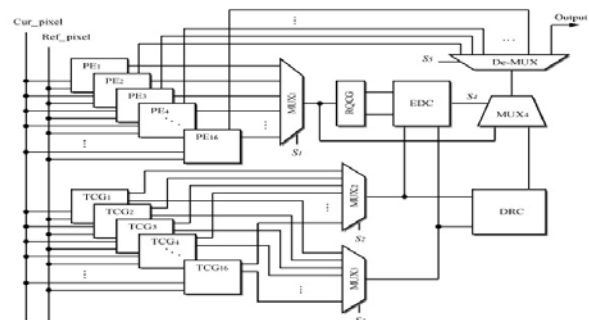 Cur_pixel
Ref_pixel
Output
PE1
PE2
PE3
PE4
PE16
MUX1
S1
RQCG
EDC
S4
S5
De-MUX
MUX4
TCG1
TCG2
TCG3
TCG4
TCG16
MUX2
S2
MUX3
DRC